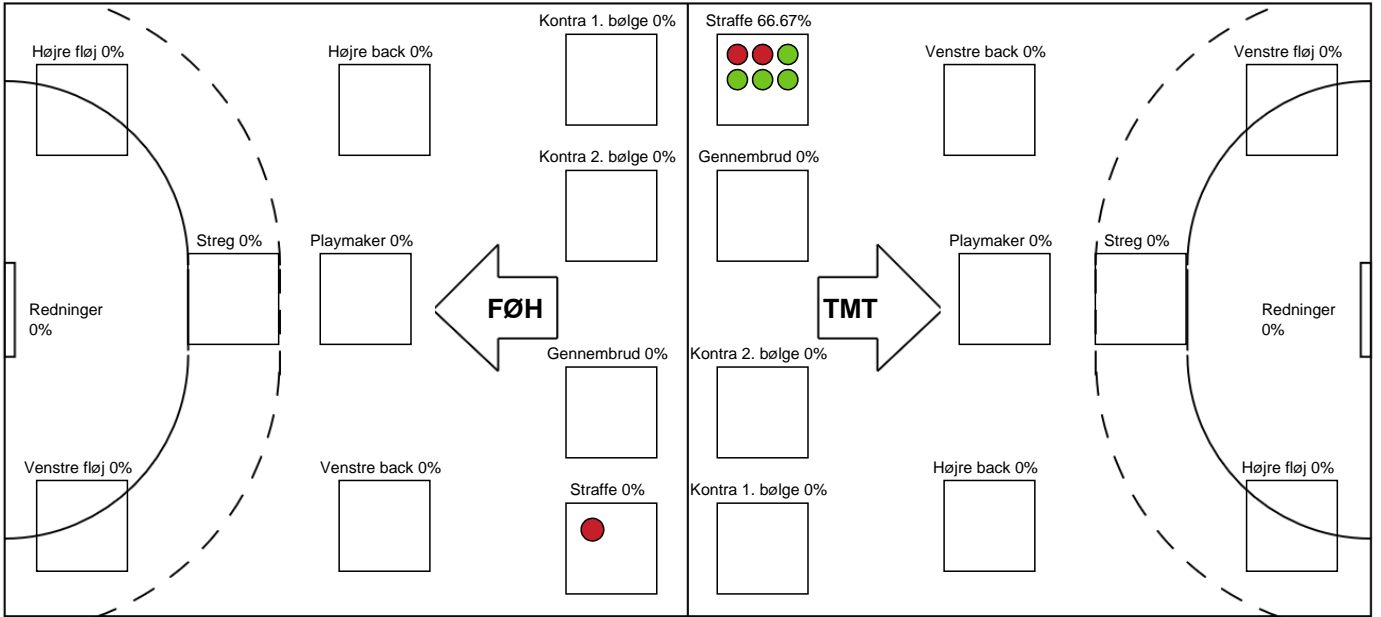 Kontra 1. bølge 0%
Straffe 66.67%
Højre fløj 0%
Højre back 0%
Venstre back 0%
Venstre fløj 0%
Kontra 2. bølge 0%
Gennembrud 0%
Streg 0%
Playmaker 0%
Playmaker 0%
Streg 0%
Redninger
0%
FØH
TMT
Redninger
0%
Gennembrud 0%
Kontra 2. bølge 0%
Venstre fløj 0%
Venstre back 0%
Højre back 0%
Højre fløj 0%
Straffe 0%
Kontra 1. bølge 0%